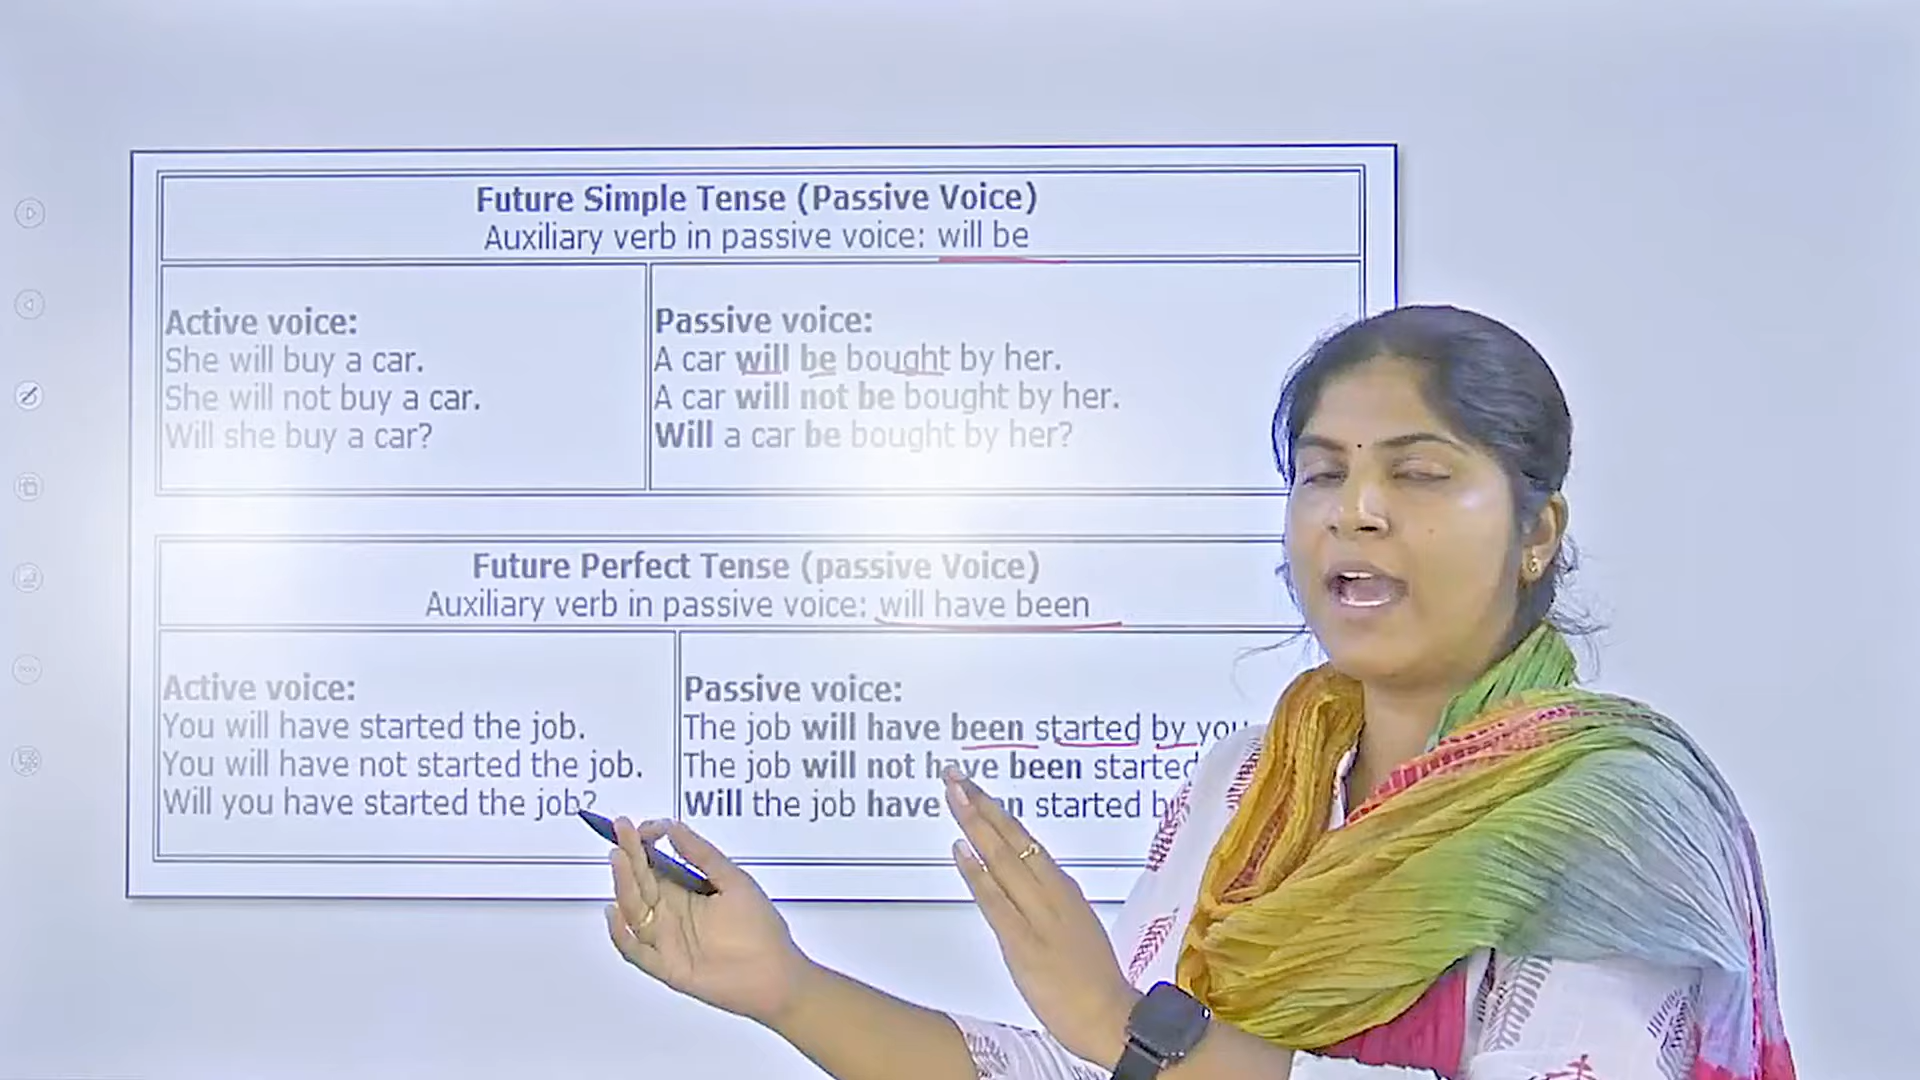 Future Simple Tense (Passive Voice)
Auxiliary verb in passive voice: will be
Active voice:
She will buy a car.
She will not buy a car.
Will she buy a car?
Passive voice:
A car will be bought by her.
A car will not be bought by her.
Will a car be bought by her?
Future Perfect Tense (passive Voice)
Auxiliary verb in passive voice: will have been
Active voice:
You will have started the job.
You will have not started the job.
Will you have started the job?
Passive voice:
The job will have been started by you
The job will not have been started
Will the job have started